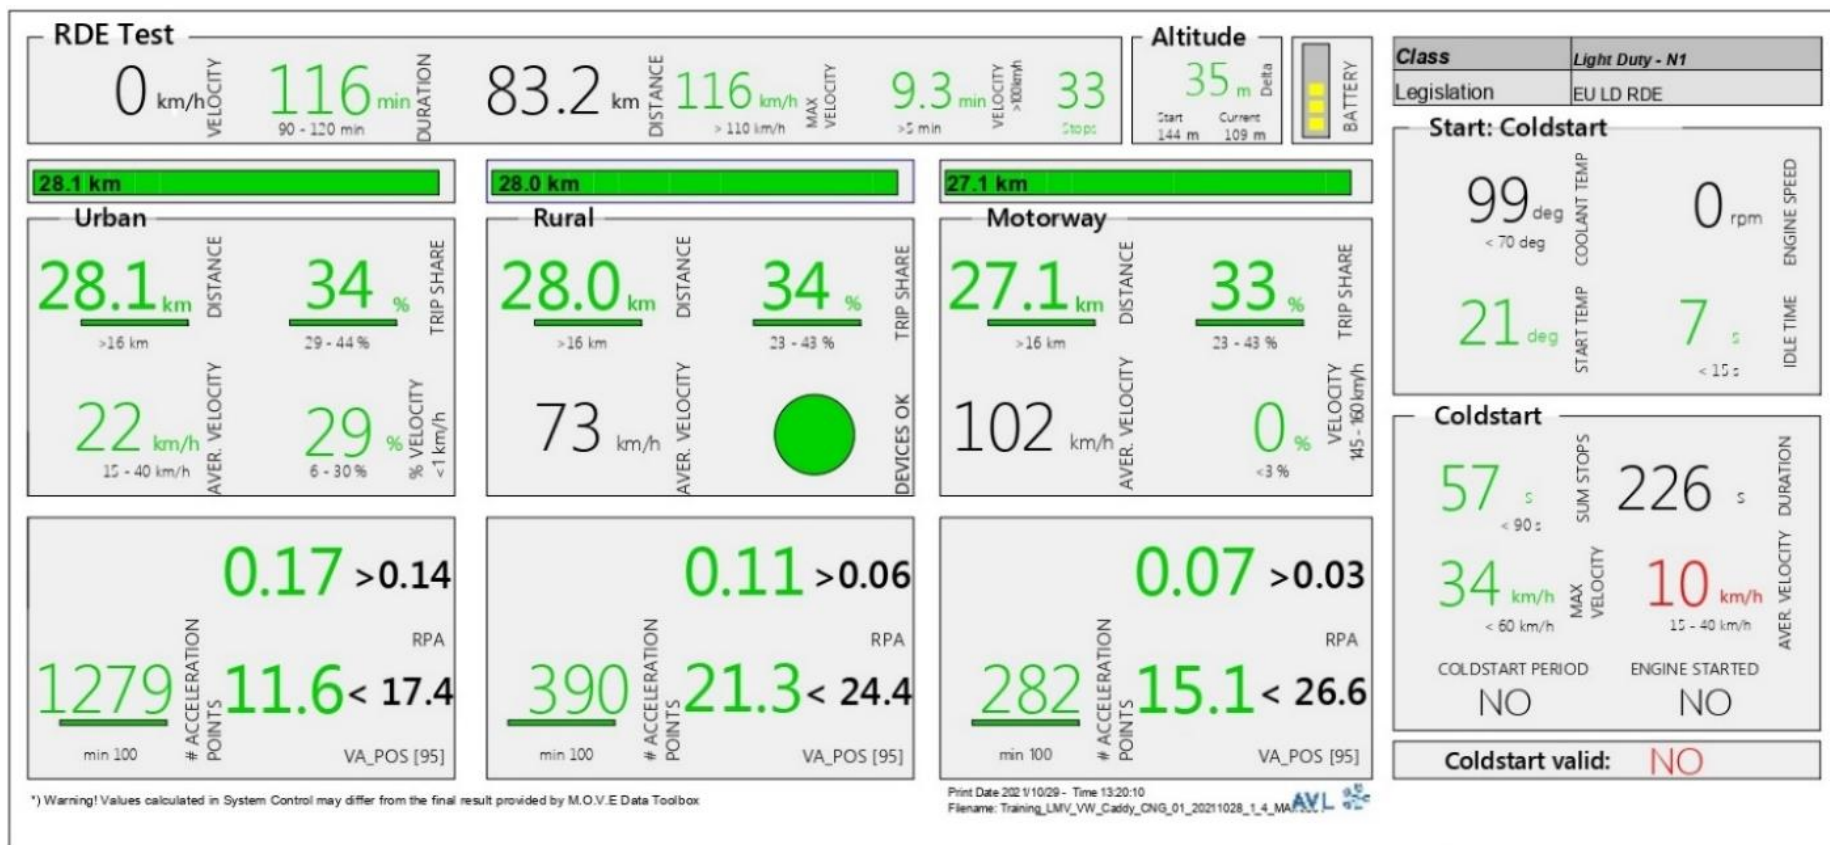 RDE Test
0 km/h VELOCITY
116 min DURATION
90 - 120 min
83.2 km DISTANCE
116 km/h MAX VELOCITY
> 110 km/h
9.3 min VELOCITY >100km/h
>5 min
33
Stops
Altitude
35 m Delta
Start Current
144 m 109 m
BATTERY
Class Light Duty - N1
Legislation EU LD RDE
28.1 km
28.0 km
27.1 km
Urban
28.1 km DISTANCE
>16 km
34 % TRIP SHARE
29 - 44 %
22 km/h AVER. VELOCITY
15 - 40 km/h
29 % % VELOCITY <1 km/h
6 - 30 %
Rural
28.0 km DISTANCE
>16 km
34 % TRIP SHARE
23 - 43 %
73 km/h AVER. VELOCITY
DEVICES OK
Motorway
27.1 km DISTANCE
>16 km
33 % TRIP SHARE
23 - 43 %
102 km/h AVER. VELOCITY
0 % VELOCITY 145 - 160 km/h
<3 %
Start: Coldstart
99 deg COOLANT TEMP
< 70 deg
0 rpm ENGINE SPEED
21 deg START TEMP
7 s IDLE TIME
< 15 s
Coldstart
57 s SUM STOPS
< 90 s
226 s DURATION
34 km/h MAX VELOCITY
< 60 km/h
10 km/h AVER. VELOCITY
15 - 40 km/h
COLDSTART PERIOD ENGINE STARTED
NO NO
Coldstart valid: NO
0.17 >0.14
RPA
1279 # ACCELERATION POINTS
min 100
11.6 < 17.4
VA_POS [95]
0.11 >0.06
RPA
390 # ACCELERATION POINTS
min 100
21.3 < 24.4
VA_POS [95]
0.07 >0.03
RPA
282 # ACCELERATION POINTS
min 100
15.1 < 26.6
VA_POS [95]
*) Warning! Values calculated in System Control may differ from the final result provided by M.O.V.E Data Toolbox
Print Date 2021/10/29 - Time 13:20:10
Filename: Training_LMV_VW_Caddy_CNG_01_20211028_1_4_MA
AVL